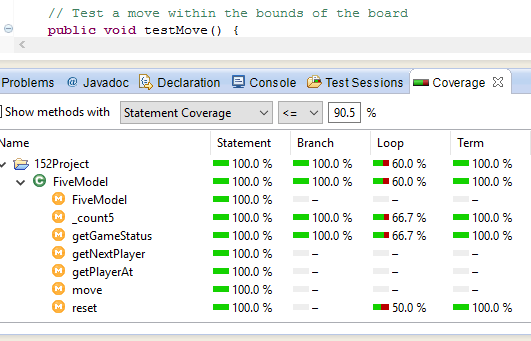 // Test a move within the bounds of the board
public void testMove() {
Problems @ Javadoc Declaration Console Test Sessions Coverage
Show methods with Statement Coverage <= 90.5 %
Name Statement Branch Loop Term
152Project 100.0 % 100.0 % 60.0 % 100.0 %
C FiveModel 100.0 % 100.0 % 60.0 % 100.0 %
M FiveModel 100.0 % – – –
M _count5 100.0 % 100.0 % 66.7 % 100.0 %
M getGameStatus 100.0 % 100.0 % 66.7 % 100.0 %
M getNextPlayer 100.0 % – – –
M getPlayerAt 100.0 % – – –
M move 100.0 % – – –
M reset 100.0 % – 50.0 % 100.0 %